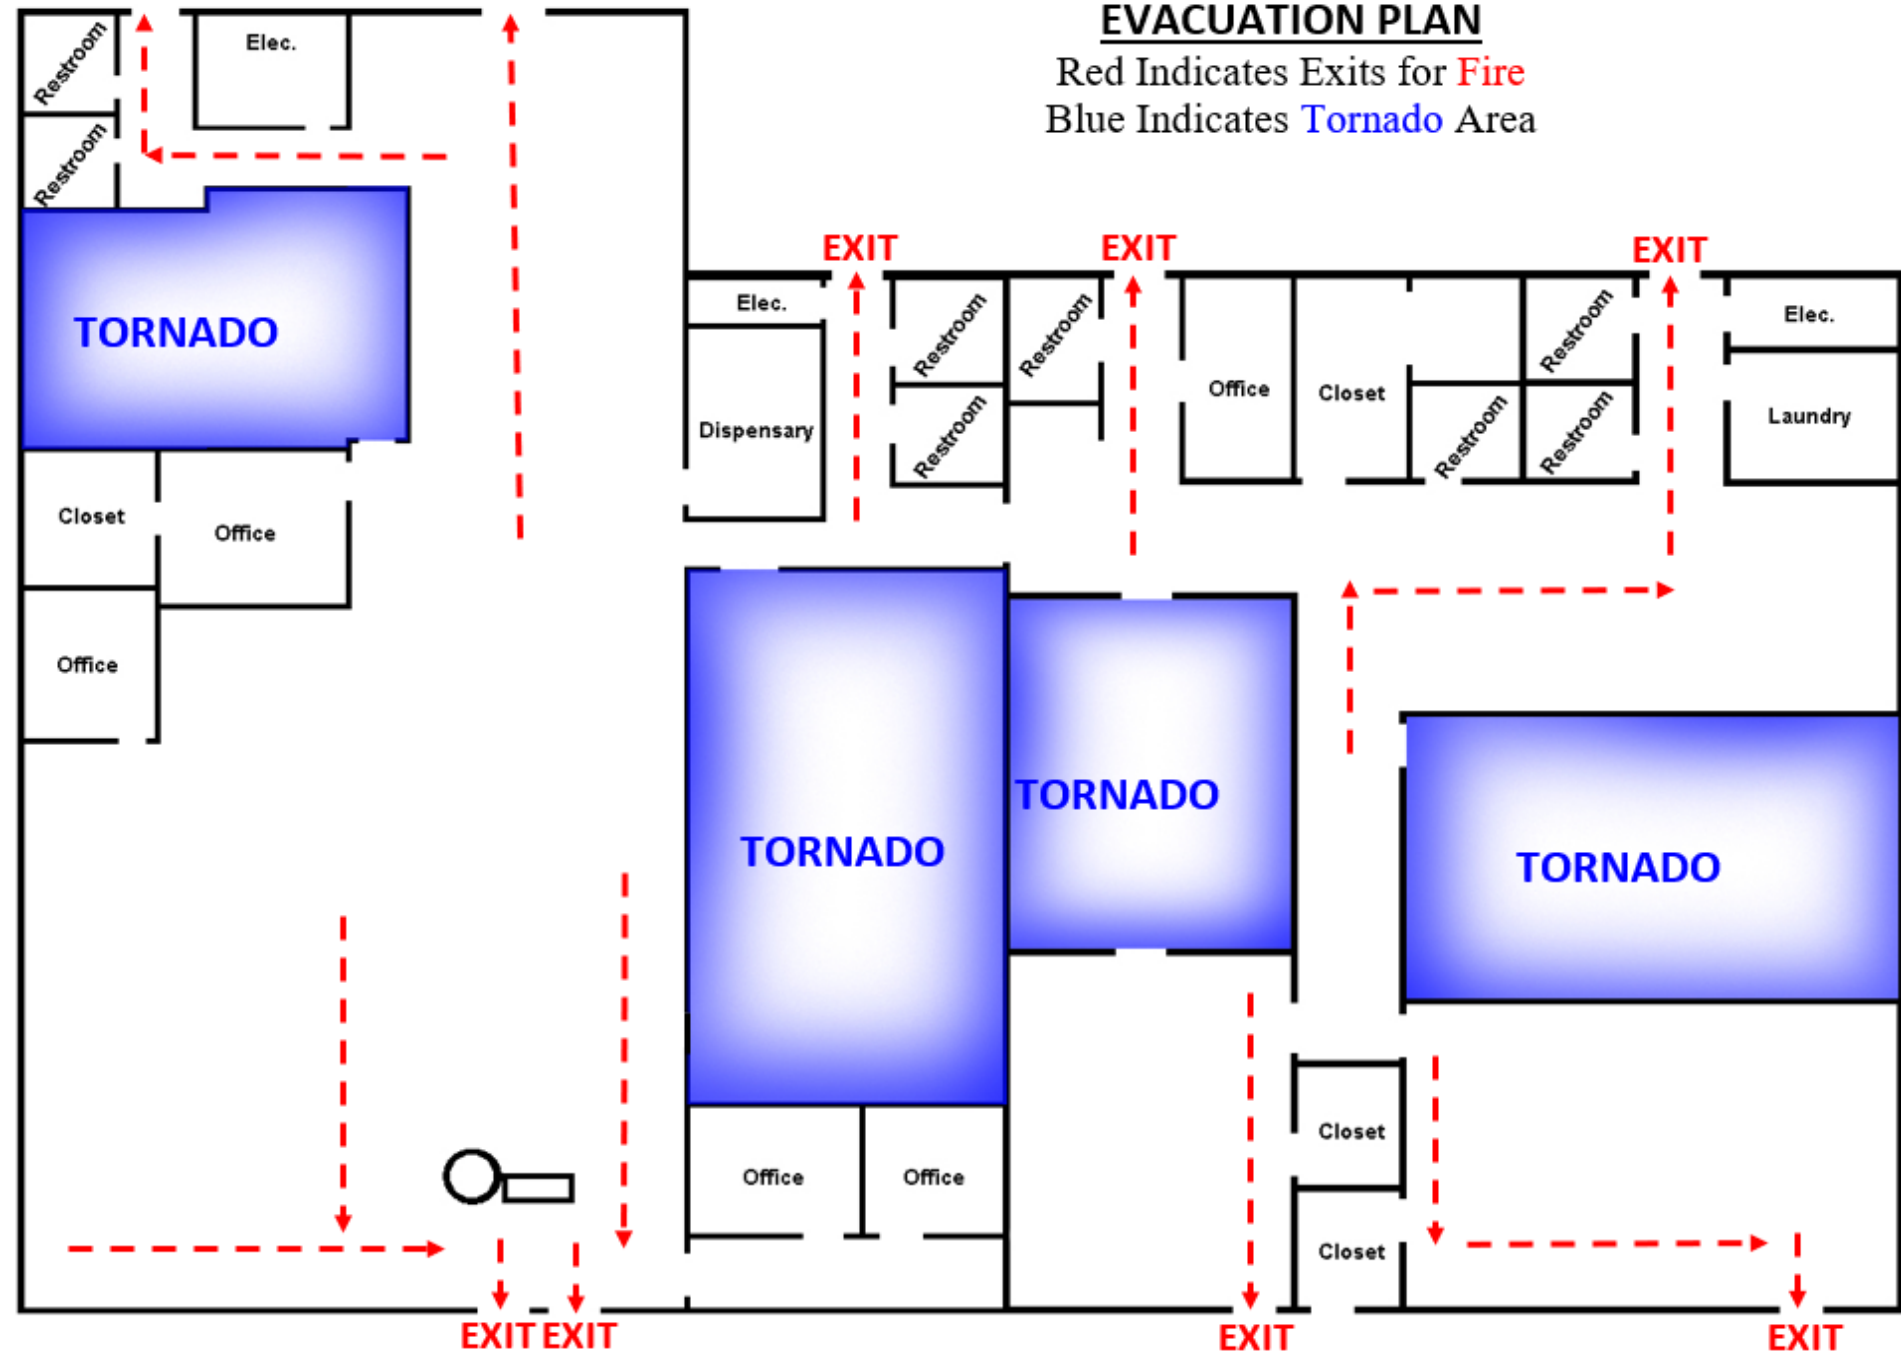 EVACUATION PLAN
Red Indicates Exits for Fire
Blue Indicates Tornado Area
Restroom
Elec.
Restroom
TORNADO
Closet
Office
Office
EXIT
EXIT
EXIT
Elec.
Dispensary
Restroom
Restroom
Restroom
Office
Closet
Restroom
Restroom
Restroom
Elec.
Laundry
TORNADO
TORNADO
TORNADO
Office
Office
Closet
Closet
EXIT
EXIT
EXIT
EXIT